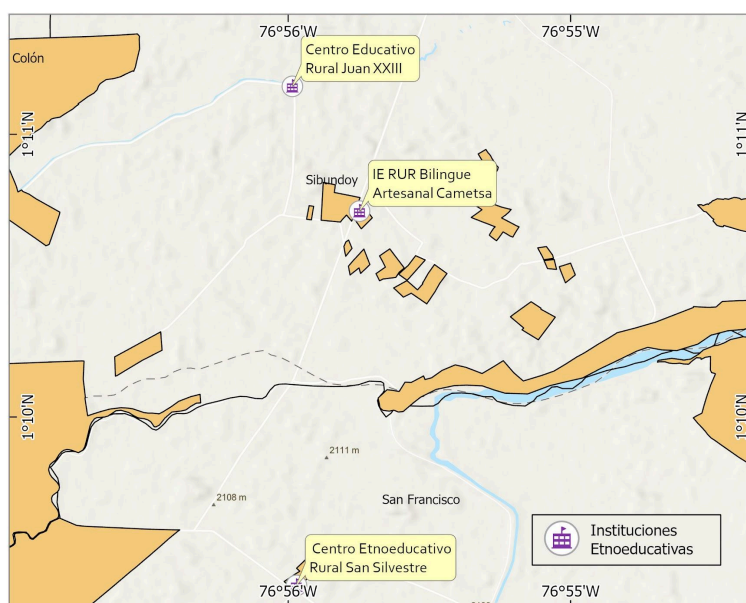 76°56'W
76°55'W
Colón
Centro Educativo
Rural Juan XXIII
1°11'N
1°11'N
Sibundoy
IE RUR Bilingue
Artesanal Cametsa
1°10'N
1°10'N
2111 m
2108 m
San Francisco
Instituciones
Etnoeducativas
Centro Etnoeducativo
Rural San Silvestre
76°56'W
76°55'W